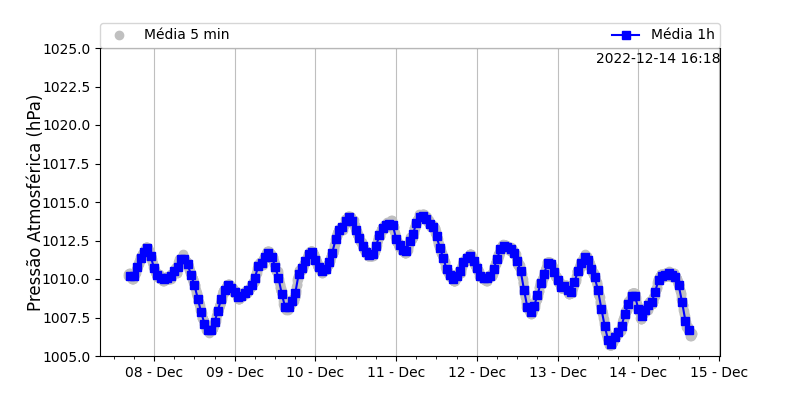 Média 5 min
Média 1h
2022-12-14 16:18
Pressão Atmosférica (hPa)
1025.0
1022.5
1020.0
1017.5
1015.0
1012.5
1010.0
1007.5
1005.0
08 - Dec
09 - Dec
10 - Dec
11 - Dec
12 - Dec
13 - Dec
14 - Dec
15 - Dec